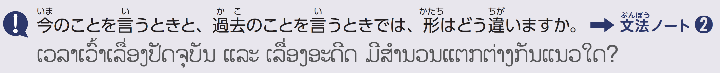 ! 今のことを言うときと、過去のことを言うときでは、形はどう違いますか。 ➡ 文法ノート❷
ເວລາເວົ້າເລື່ອງປັດຈຸບັນ ແລະ ເລື່ອງອະດີດ ມີສຳນວນແຕກຕ່າງກັນແນວໃດ?